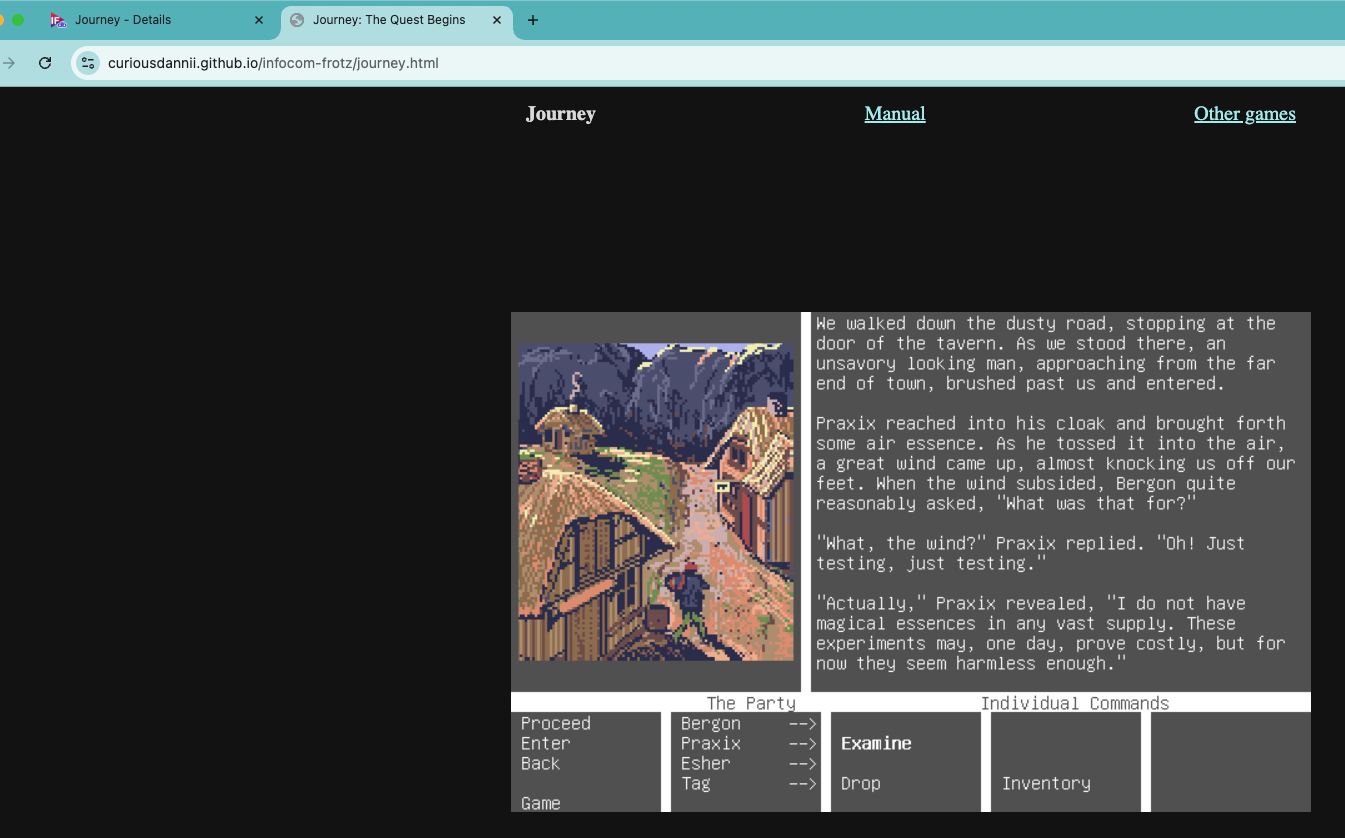 Journey - Details
Journey: The Quest Begins
curiousdannii.github.io/infocom-frotz/journey.html
Journey Manual Other games
We walked down the dusty road, stopping at the
door of the tavern. As we stood there, an
unsavory looking man, approaching from the far
end of town, brushed past us and entered.
Praxix reached into his cloak and brought forth
some air essence. As he tossed it into the air,
a great wind came up, almost knocking us off our
feet. When the wind subsided, Bergon quite
reasonably asked, "What was that for?"
"What, the wind?" Praxix replied. "Oh! Just
testing, just testing."
"Actually," Praxix revealed, "I do not have
magical essences in any vast supply. These
experiments may, one day, prove costly, but for
now they seem harmless enough."
The Party Individual Commands
Proceed Bergon -->
Enter Praxix --> Examine
Back Esher -->
Tag --> Drop Inventory
Game